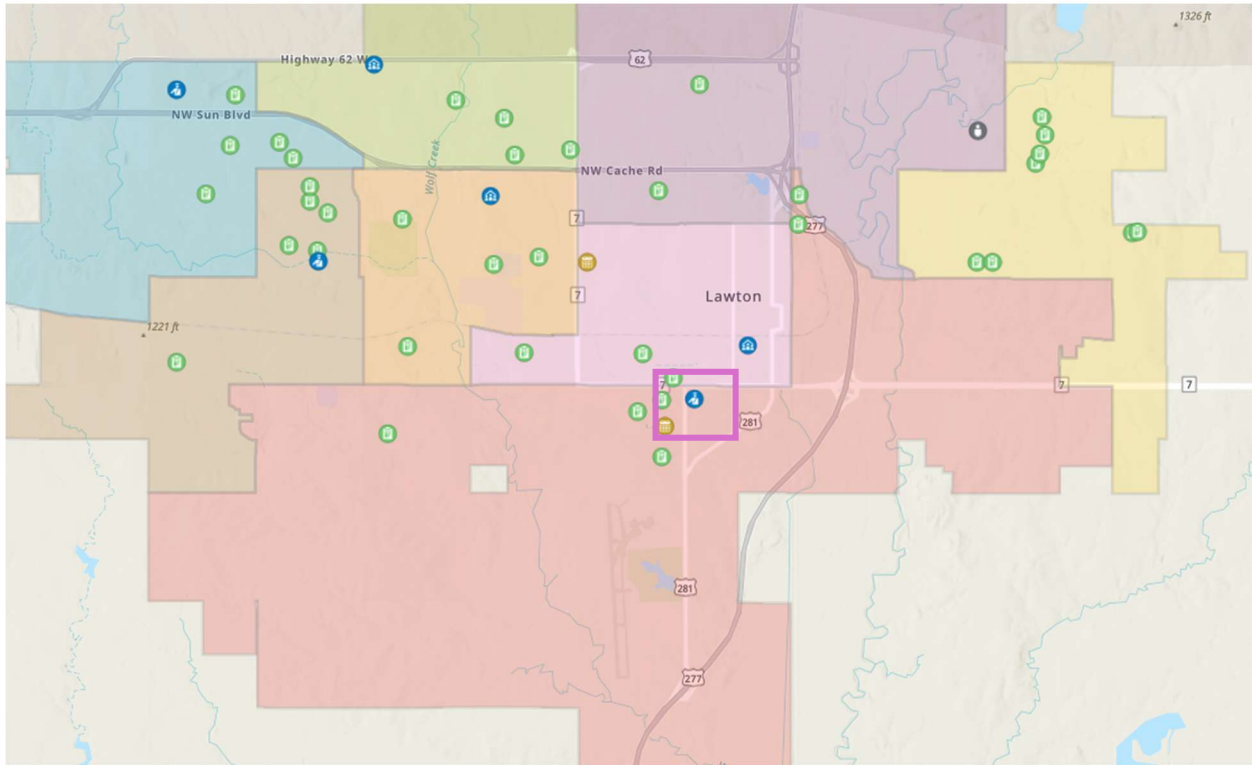 1326 ft
Highway 62 W
62
NW Sun Blvd
Wolf Creek
NW Cache Rd
7
277
7
Lawton
1221 ft
7
7
7
281
281
277